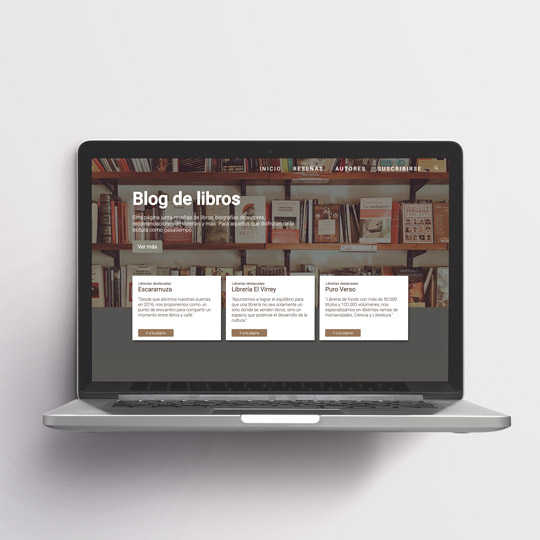 INICIO RESEÑAS AUTORES SUSCRIBIRSE
Blog de libros
Esta página junta reseñas de libros, biografías de autores,
recomendaciones de librerías y más. Para aquellos que disfrutan de la
lectura como pasatiempo.
Ver más
Librerías destacadas
Escaramuza
"Desde que abrimos nuestras puertas
en 2016, nos proponemos como un
punto de encuentro para compartir un
momento entre libros y café."
Ir a la página
Librerías destacadas
Librería El Virrey
"Apuntamos a lograr el equilibrio para
que una librería no sea solamente un
sitio donde se venden libros, sino un
espacio que potencie el desarrollo de la
cultura."
Ir a la página
Librerías destacadas
Puro Verso
"Librería de fondo con más de 50.000
títulos y 100.000 volúmenes, nos
especializamos en distintas ramas de
Humanidades, Ciencia y Literatura."
Ir a la página